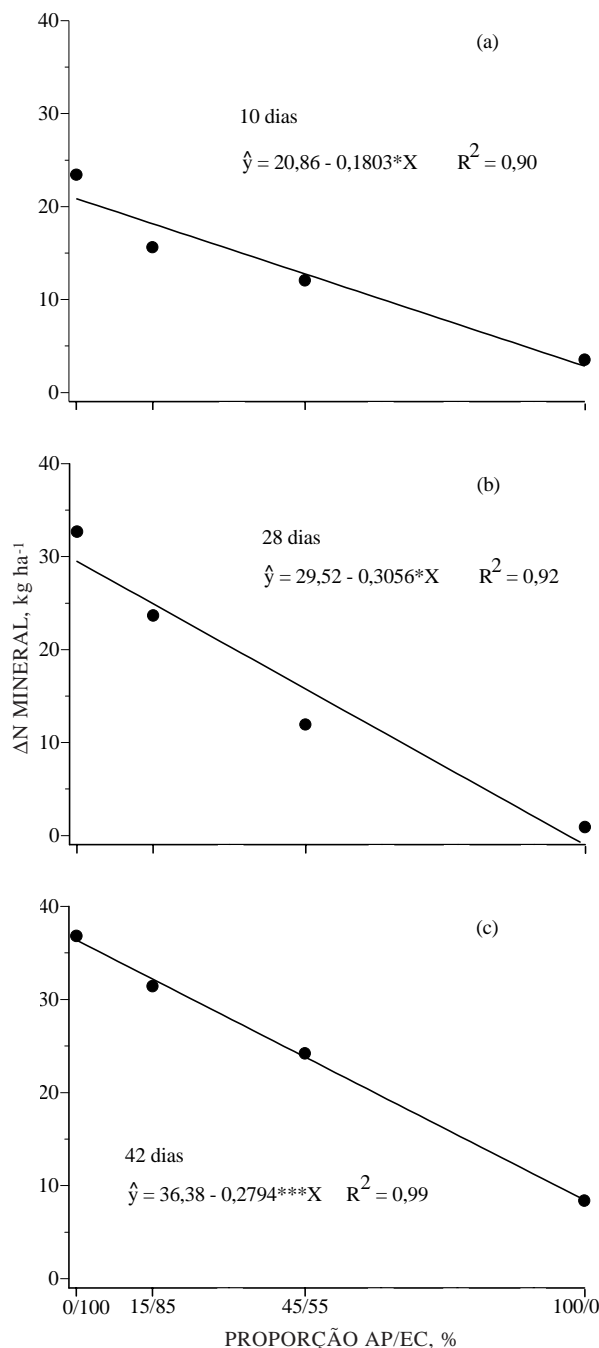 40
(a)
30
10 dias
ŷ = 20,86 - 0,1803*X R² = 0,90
20
10
0
40
(b)
30
28 dias
ŷ = 29,52 - 0,3056*X R² = 0,92
20
10
0
ΔN MINERAL, kg ha⁻¹
40
(c)
30
20
42 dias
ŷ = 36,38 - 0,2794***X R² = 0,99
10
0
0/100 15/85 45/55 100/0
PROPORÇÃO AP/EC, %